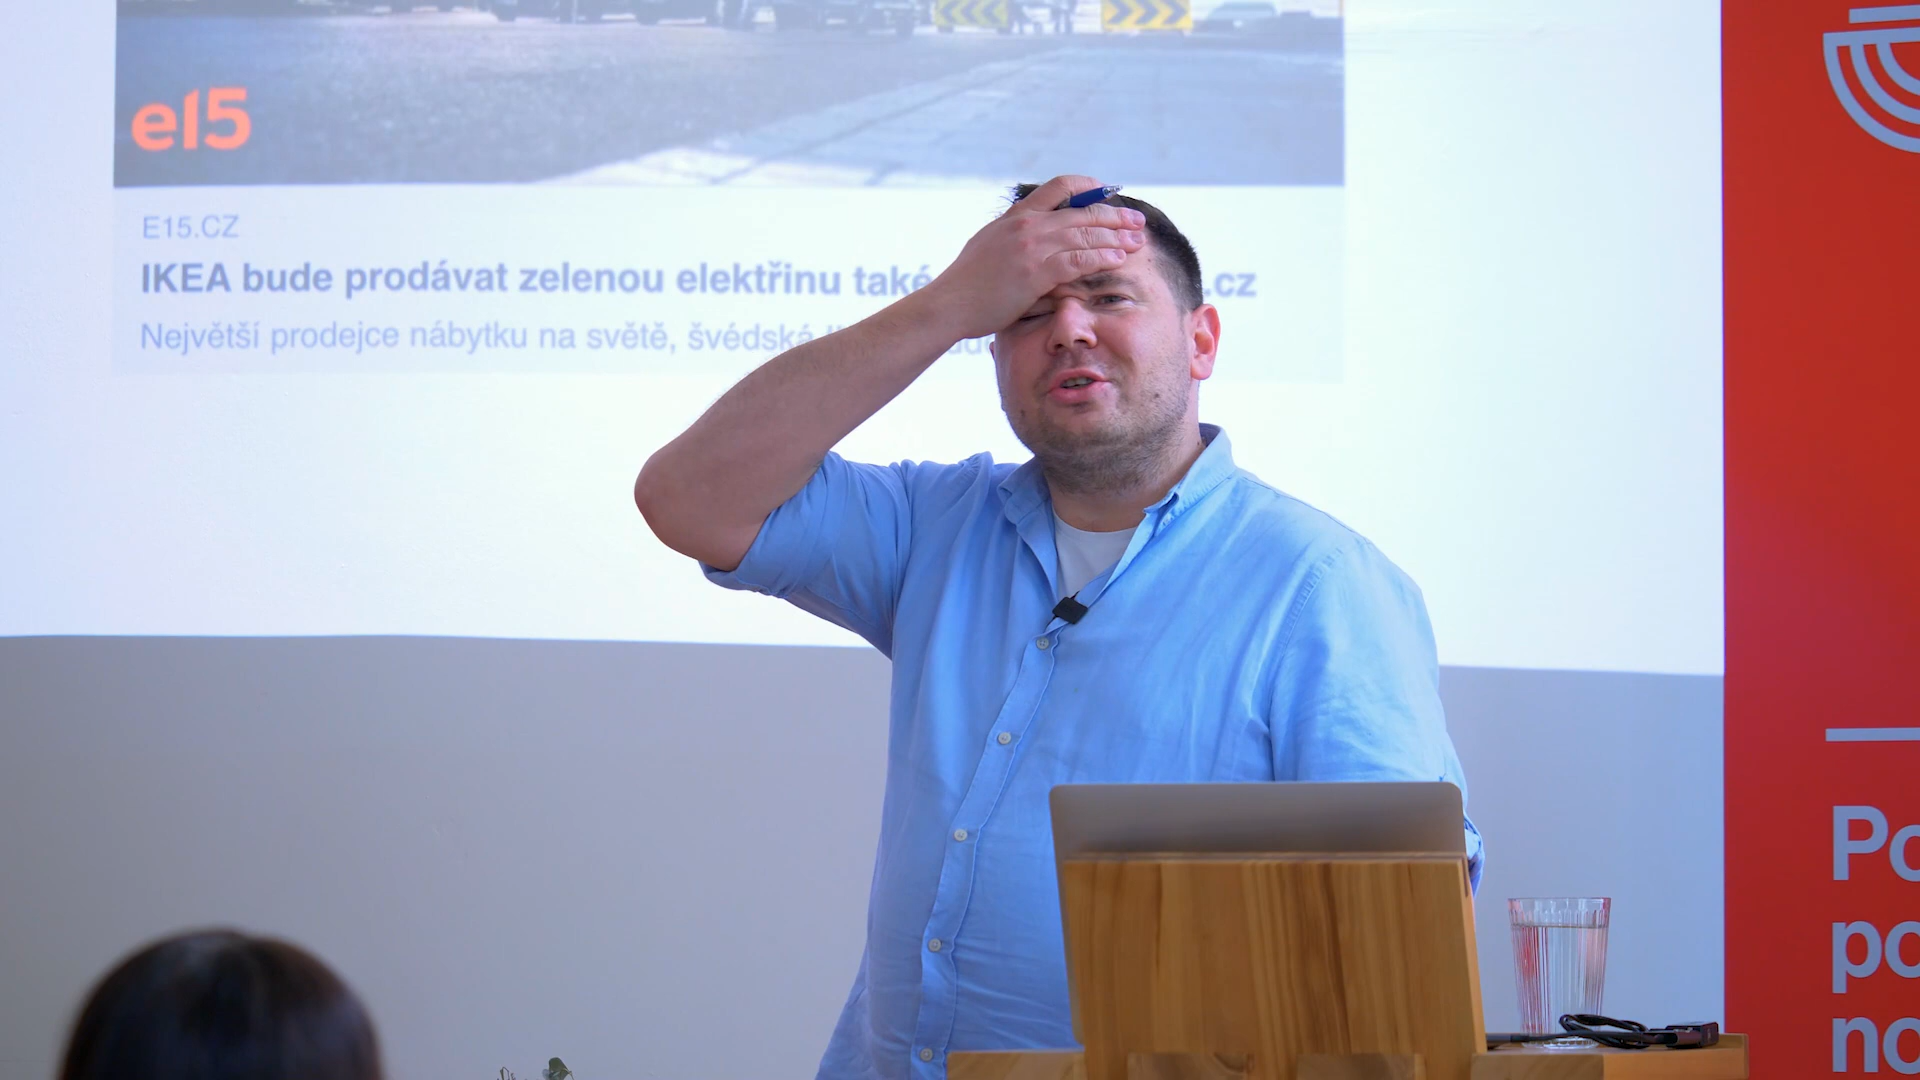 e15
E15.CZ
IKEA bude prodávat zelenou elektřinu také .cz
Největší prodejce nábytku na světě, švédská
Po
po
no